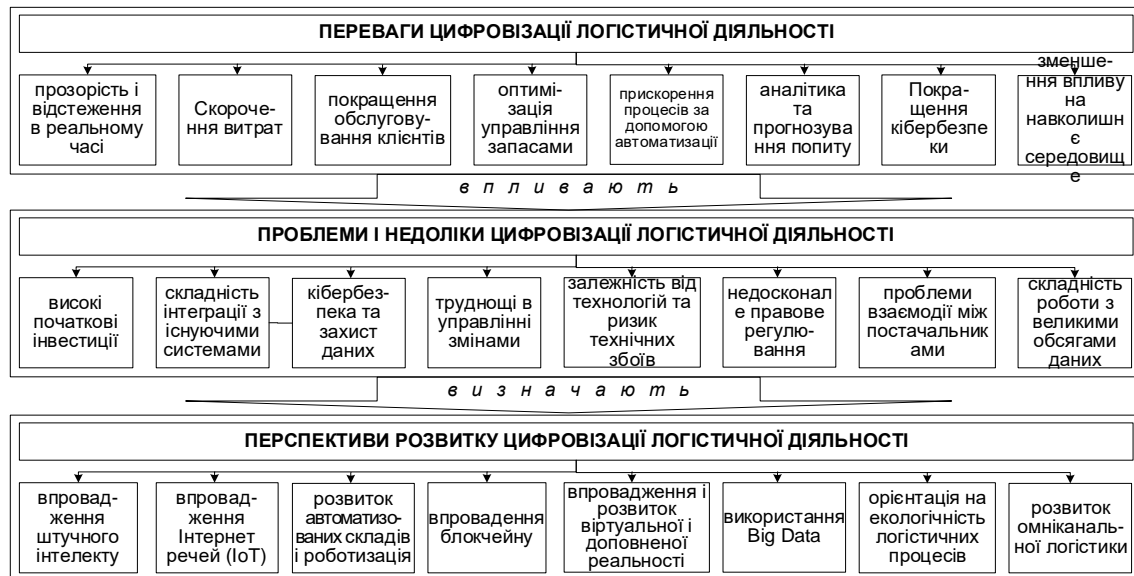 ПЕРЕВАГИ ЦИФРОВІЗАЦІЇ ЛОГІСТИЧНОЇ ДІЯЛЬНОСТІ
прозорість і
відстеження
в реальному
часі
Скорочен-
ня витрат
покращення
обслугову-
вання клієнтів
оптимі-
зація
управління
запасами
прискорення
процесів за
допомогою
автоматизації
аналітика
та
прогнозува
ння попиту
Покра-
щення
кібербезпе
ки
зменше-
ння впливу
на
навколишн
є
середовищ
е
впливають
ПРОБЛЕМИ І НЕДОЛІКИ ЦИФРОВІЗАЦІЇ ЛОГІСТИЧНОЇ ДІЯЛЬНОСТІ
високі
початкові
інвестиції
складність
інтеграції з
існуючими
системами
кібербез-
пека та
захист
даних
труднощі в
управлінні
змінами
залежність від
технологій та
ризик
технічних
збоїв
недосконал
е правове
регулю-
вання
проблеми
взаємодії між
постачальник
ами
складність
роботи з
великими
обсягами
даних
визначають
ПЕРСПЕКТИВИ РОЗВИТКУ ЦИФРОВІЗАЦІЇ ЛОГІСТИЧНОЇ ДІЯЛЬНОСТІ
впровад-
ження
штучного
інтелекту
впровад-
ження
Інтернет
речей (IoT)
розвиток
автоматизо-
ваних складів
і роботизація
впровадення
блокчейну
впровадження і
розвиток
віртуальної і
доповненої
реальності
використання
Big Data
орієнтація на
екологічність
логістичних
процесів
розвиток
омніканаль-
ної логістики